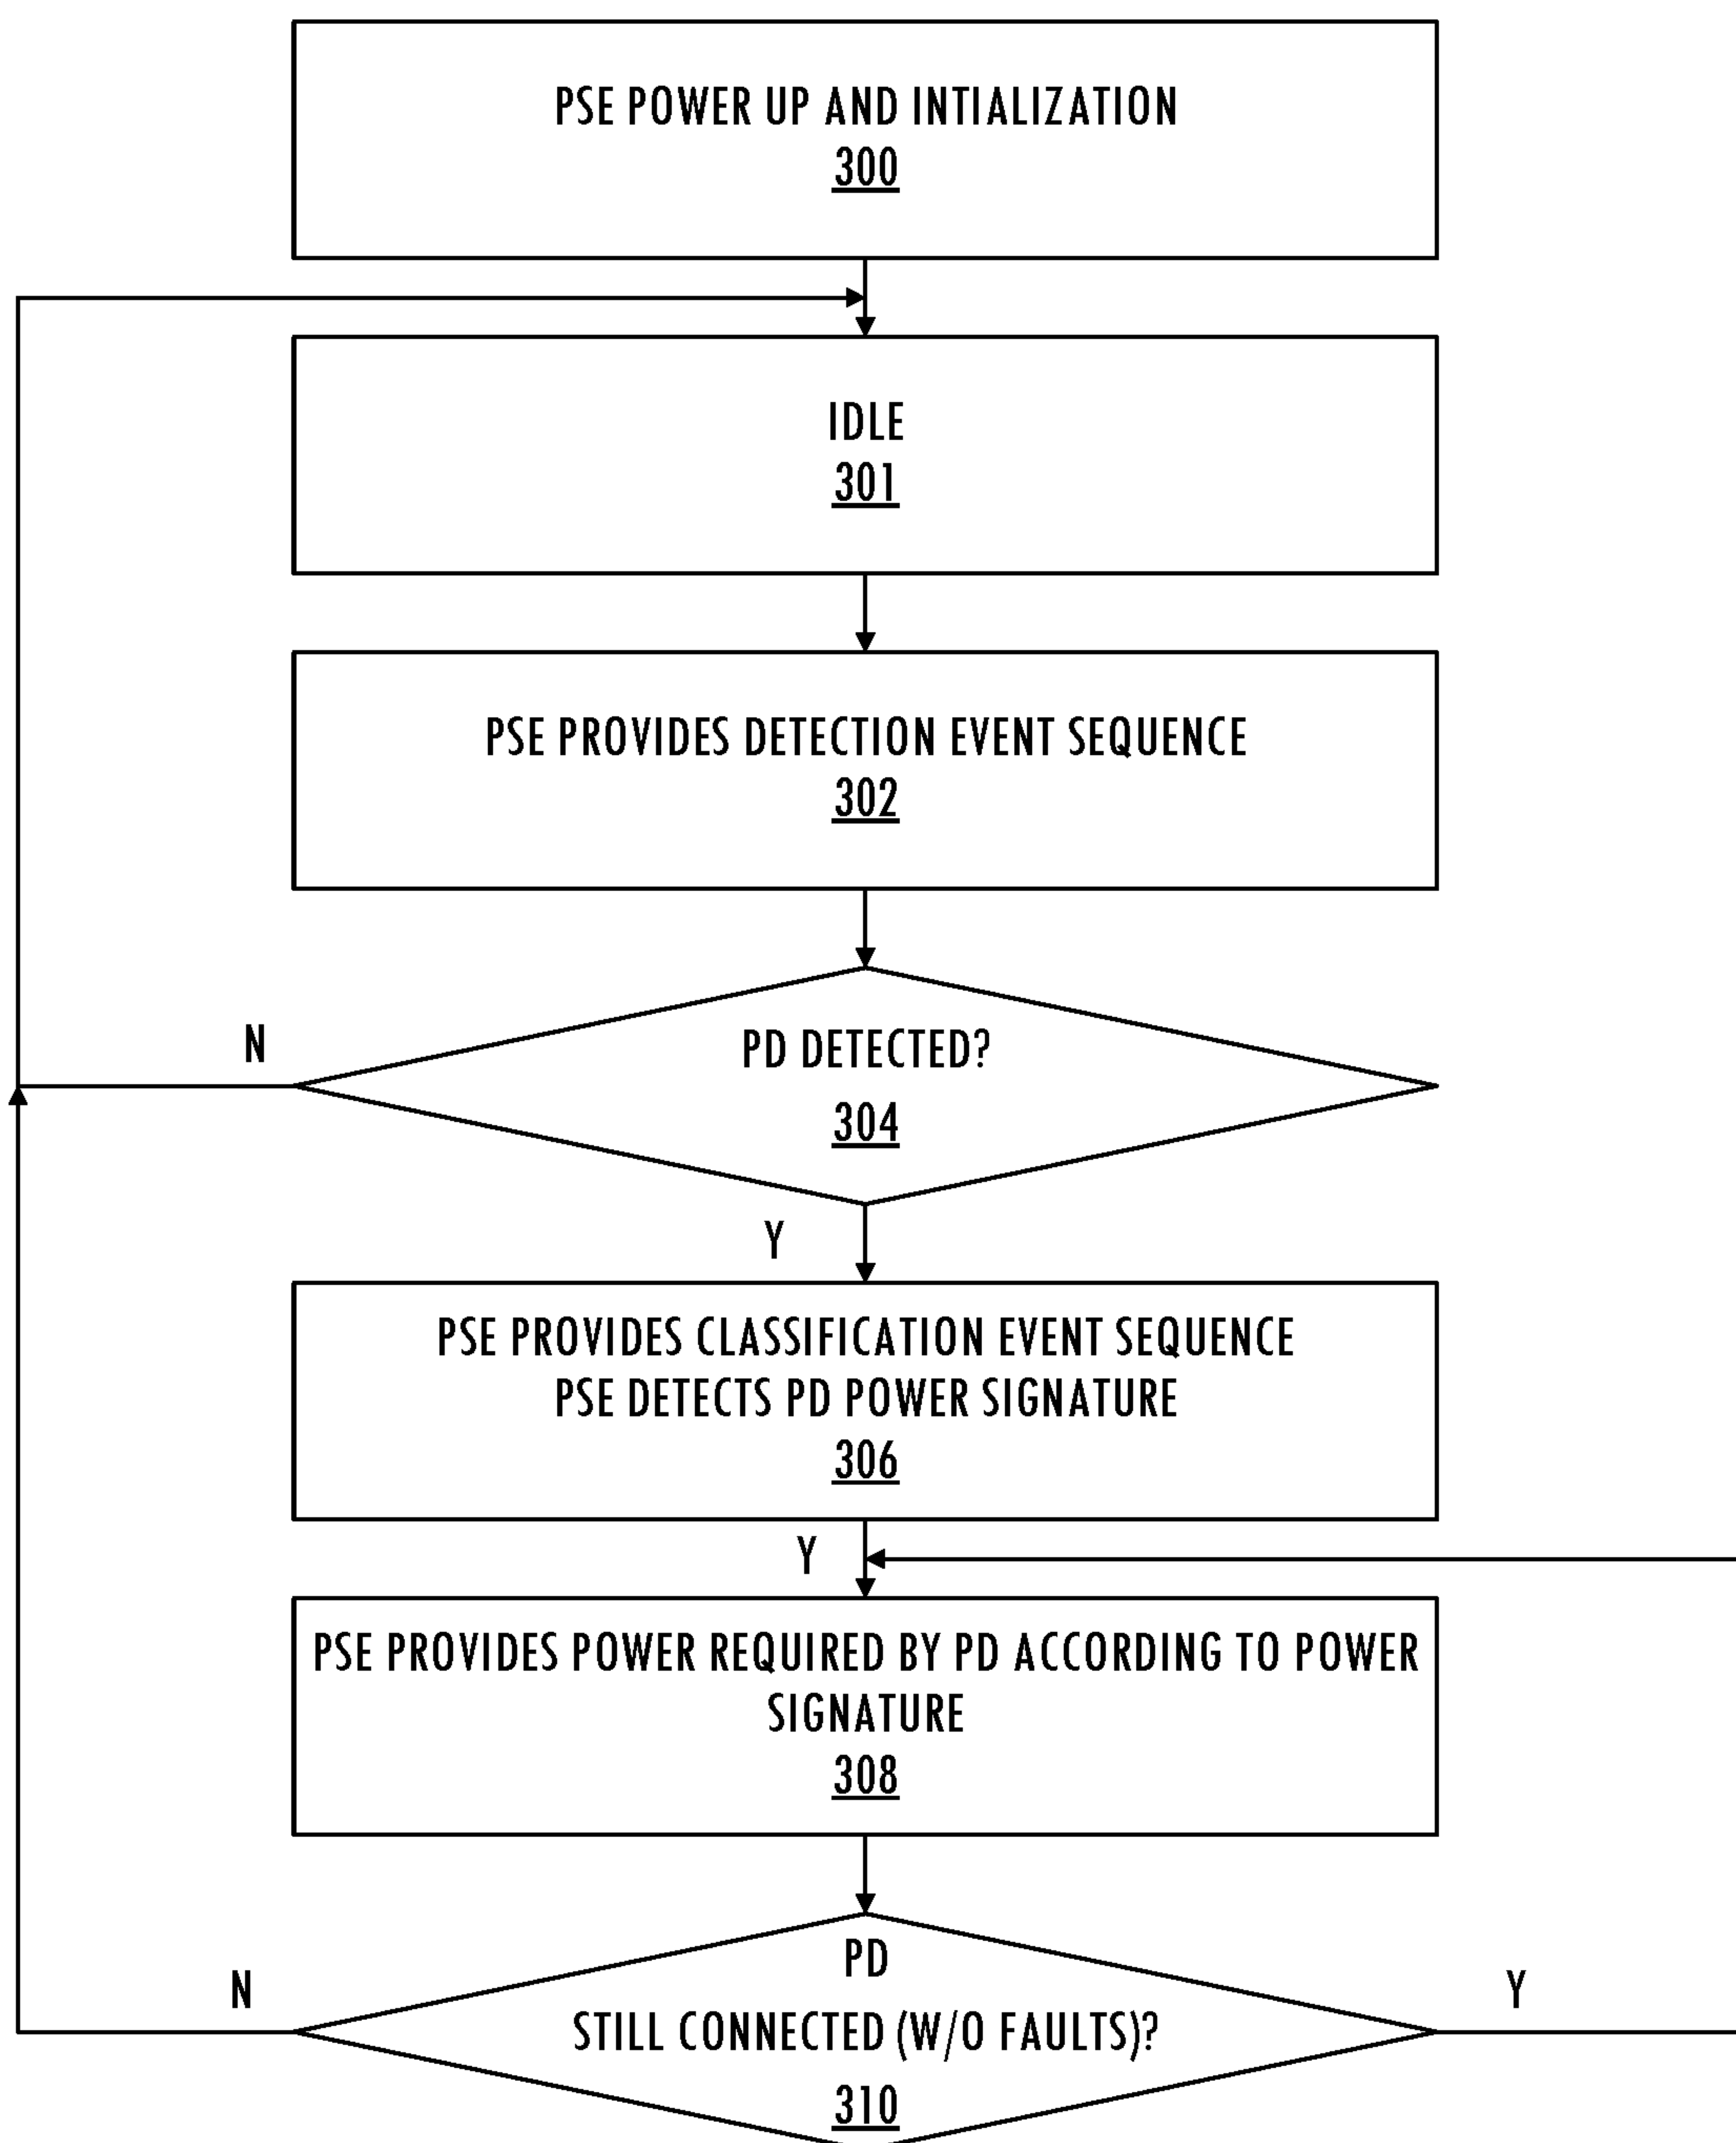 PSE POWER UP AND INTIALIZATION
300
IDLE
301
PSE PROVIDES DETECTION EVENT SEQUENCE
302
N
PD DETECTED?
304
Y
PSE PROVIDES CLASSIFICATION EVENT SEQUENCE
PSE DETECTS PD POWER SIGNATURE
306
Y
PSE PROVIDES POWER REQUIRED BY PD ACCORDING TO POWER
SIGNATURE
308
PD
N
Y
STILL CONNECTED (W/O FAULTS)?
310